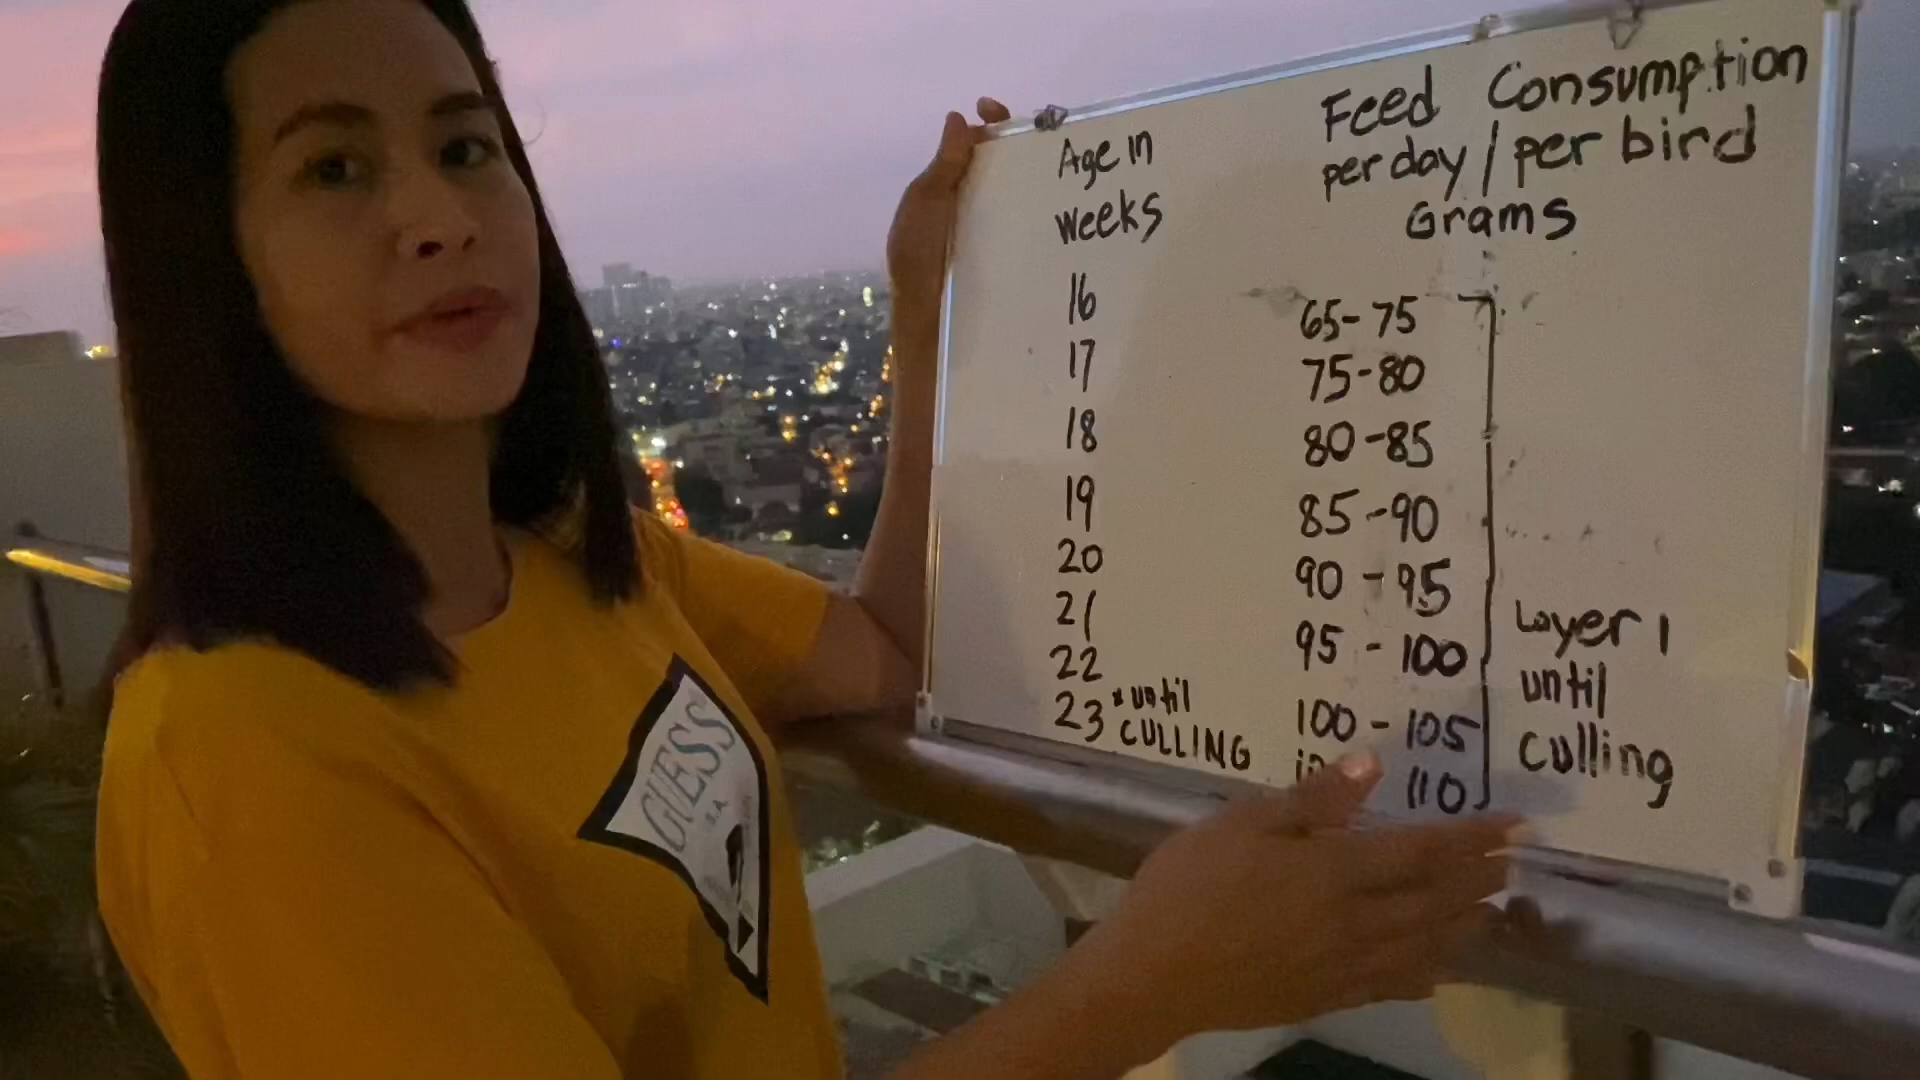 Age in
weeks
Feed Consumption
per day / per bird
Grams
16
65-75
17
75-80
18
80-85
19
85-90
20
90-95
21
95-100
22
100-105
23 * until
CULLING
110
Layer 1
until
culling
GUESS